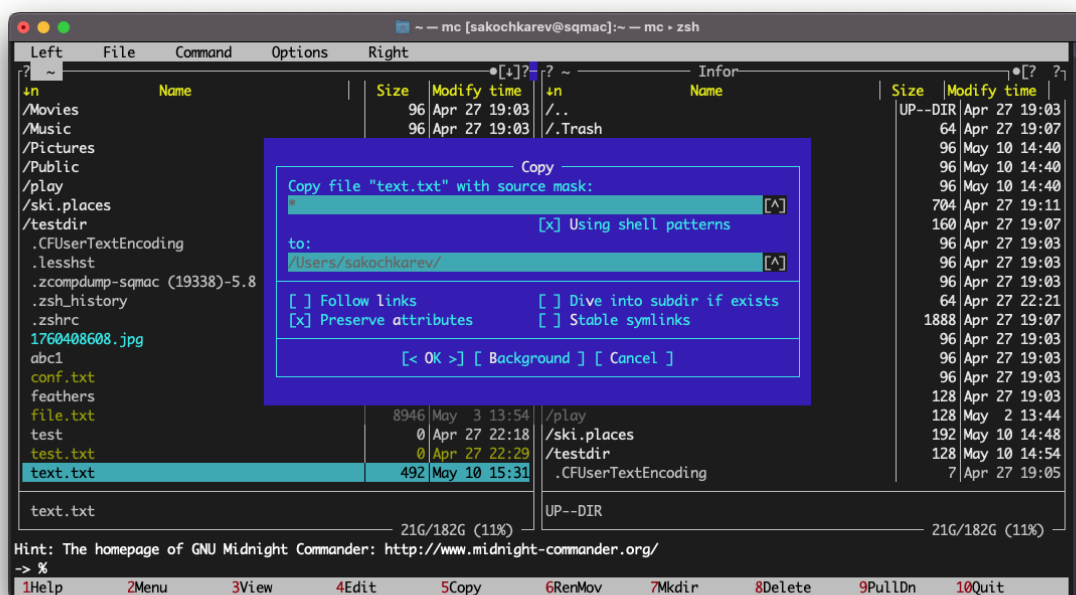 ~ — mc [sakochkarev@sqmac]:~ — mc ▸ zsh
Left File Command Options Right
? ~ ●[↓]? ? ~ Infor ●[? ?
↓n Name Size Modify time ↓n Name Size Modify time
/Movies 96 Apr 27 19:03 /.. UP--DIR Apr 27 19:03
/Music 96 Apr 27 19:03 /.Trash 64 Apr 27 19:07
/Pictures 96 May 10 14:40
/Public 96 May 10 14:40
/play 96 May 10 14:40
/ski.places 704 Apr 27 19:11
/testdir 160 Apr 27 19:07
.CFUserTextEncoding 96 Apr 27 19:03
.lesshst 96 Apr 27 19:03
.zcompdump-sqmac (19338)-5.8 96 Apr 27 19:03
.zsh_history 64 Apr 27 22:21
.zshrc 1888 Apr 27 19:07
1760408608.jpg 96 Apr 27 19:03
abc1 96 Apr 27 19:03
conf.txt 96 Apr 27 19:03
feathers 128 Apr 27 19:03
Copy
Copy file "text.txt" with source mask:
* [^]
[x] Using shell patterns
to:
/Users/sakochkarev/ [^]
[ ] Follow links [ ] Dive into subdir if exists
[x] Preserve attributes [ ] Stable symlinks
[< OK >] [ Background ] [ Cancel ]
file.txt 8946 May 3 13:54 /play 128 May 2 13:44
test 0 Apr 27 22:18 /ski.places 192 May 10 14:48
test.txt 0 Apr 27 22:29 /testdir 128 May 10 14:54
text.txt 492 May 10 15:31 .CFUserTextEncoding 7 Apr 27 19:05
text.txt UP--DIR
21G/182G (11%) 21G/182G (11%)
Hint: The homepage of GNU Midnight Commander: http://www.midnight-commander.org/
-> %
1Help 2Menu 3View 4Edit 5Copy 6RenMov 7Mkdir 8Delete 9PullDn 10Quit